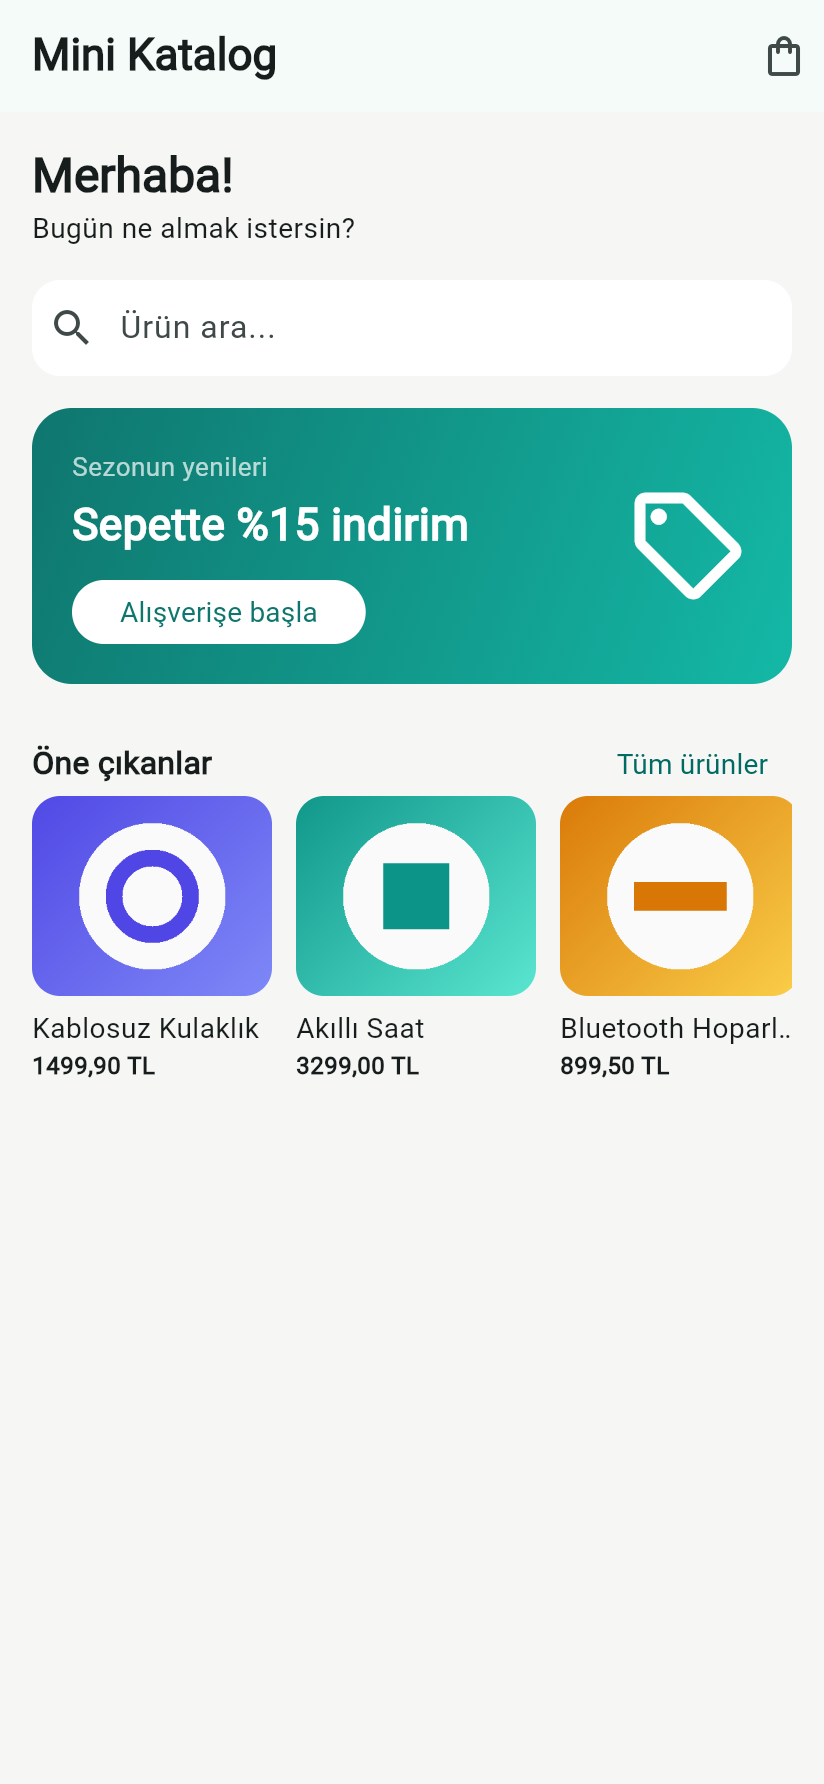 Mini Katalog
Merhaba!
Bugün ne almak istersin?
Ürün ara...
Sezonun yenileri
Sepette %15 indirim
Alışverişe başla
Öne çıkanlar
Tüm ürünler
Kablosuz Kulaklık
1499,90 TL
Akıllı Saat
3299,00 TL
Bluetooth Hoparl..
899,50 TL